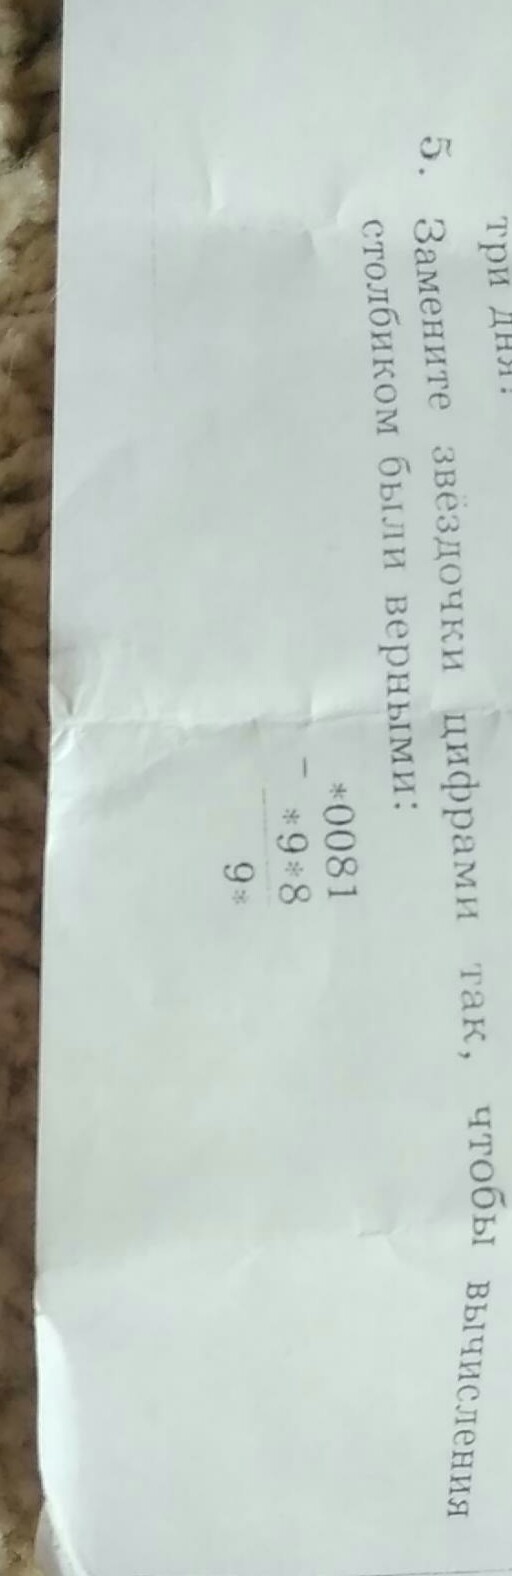 три дня?
5. Замените звёздочки цифрами так, чтобы вычисления
столбиком были верными:
*0081
- *9*8
9*